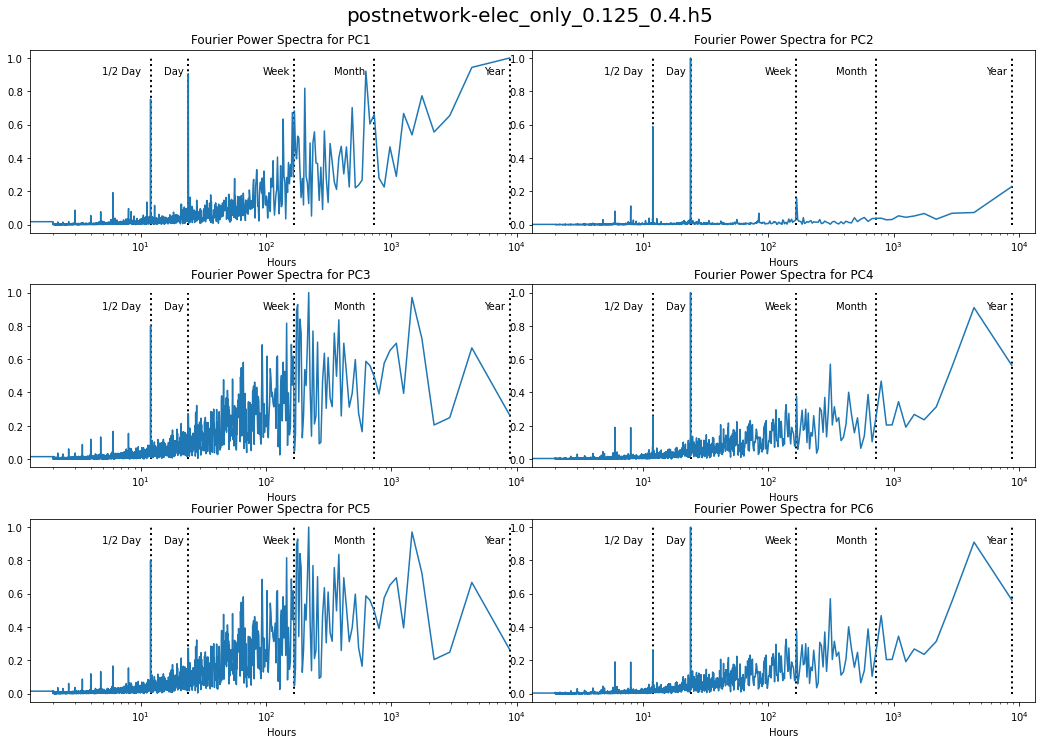 postnetwork-elec_only_0.125_0.4.h5
Fourier Power Spectra for PC1
1.0
0.8
0.6
0.4
0.2
0.0
1/2 Day Day Week Month Year
10¹ 10² 10³ 10⁴
Hours
Fourier Power Spectra for PC2
1.0
0.8
0.6
0.4
0.2
0.0
1/2 Day Day Week Month Year
10¹ 10² 10³ 10⁴
Hours
Fourier Power Spectra for PC3
1.0
0.8
0.6
0.4
0.2
0.0
1/2 Day Day Week Month Year
10¹ 10² 10³ 10⁴
Hours
Fourier Power Spectra for PC4
1.0
0.8
0.6
0.4
0.2
0.0
1/2 Day Day Week Month Year
10¹ 10² 10³ 10⁴
Hours
Fourier Power Spectra for PC5
1.0
0.8
0.6
0.4
0.2
0.0
1/2 Day Day Week Month Year
10¹ 10² 10³ 10⁴
Hours
Fourier Power Spectra for PC6
1.0
0.8
0.6
0.4
0.2
0.0
1/2 Day Day Week Month Year
10¹ 10² 10³ 10⁴
Hours